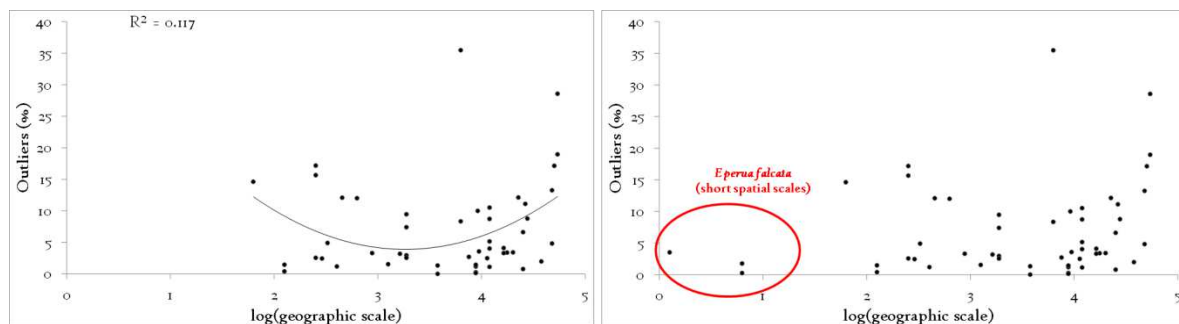 R² = 0.117
Outliers (%)
40
35
30
25
20
15
10
5
0
0 1 2 3 4 5
log(geographic scale)
Outliers (%)
40
35
30
25
20
15
10
5
0
Eperua falcata
(short spatial scales)
0 1 2 3 4 5
log(geographic scale)